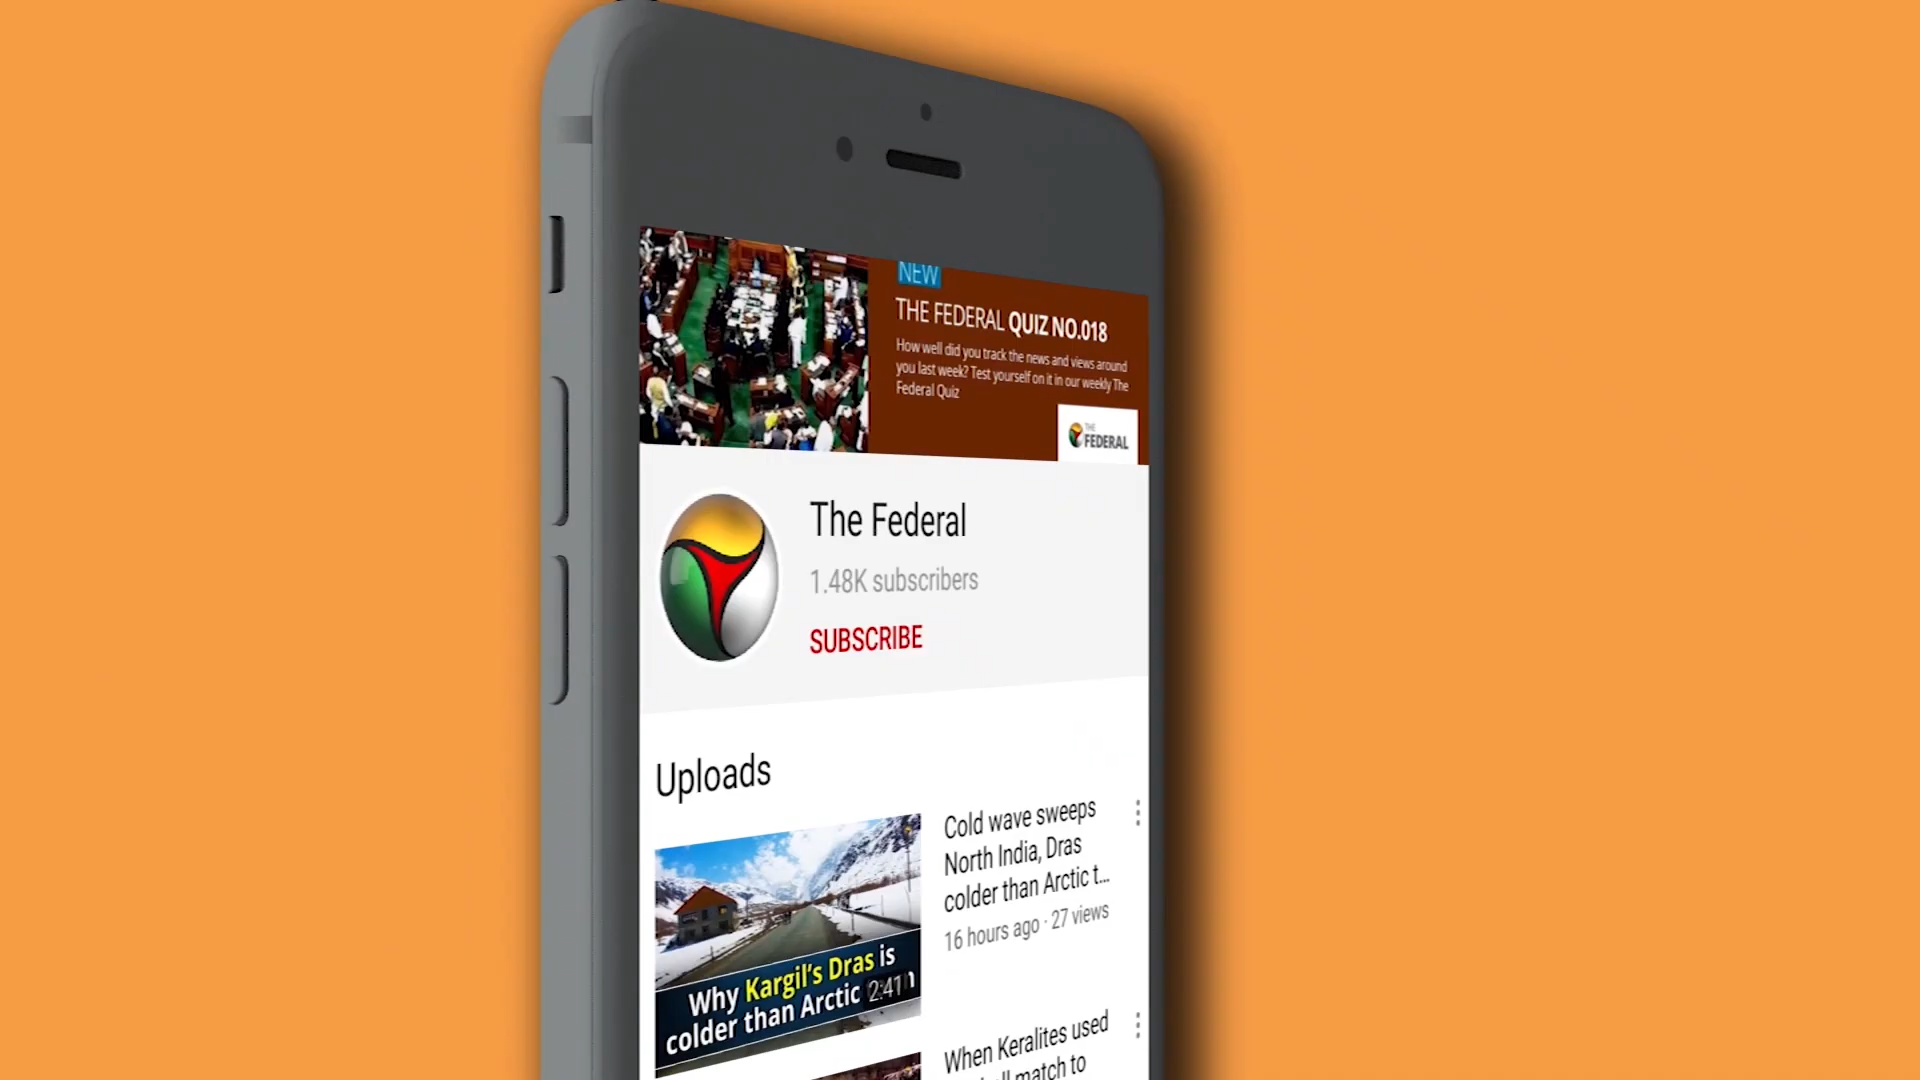 NEW
THE FEDERAL QUIZ NO.018
How well did you track the news and views around
you last week? Test yourself on it in our weekly The
Federal Quiz
THE
FEDERAL
The Federal
1.48K subscribers
SUBSCRIBE
Uploads
Cold wave sweeps
North India, Dras
colder than Arctic t...
16 hours ago · 27 views
Why Kargil's Dras is
colder than Arctic
2:41
When Keralites used
match to